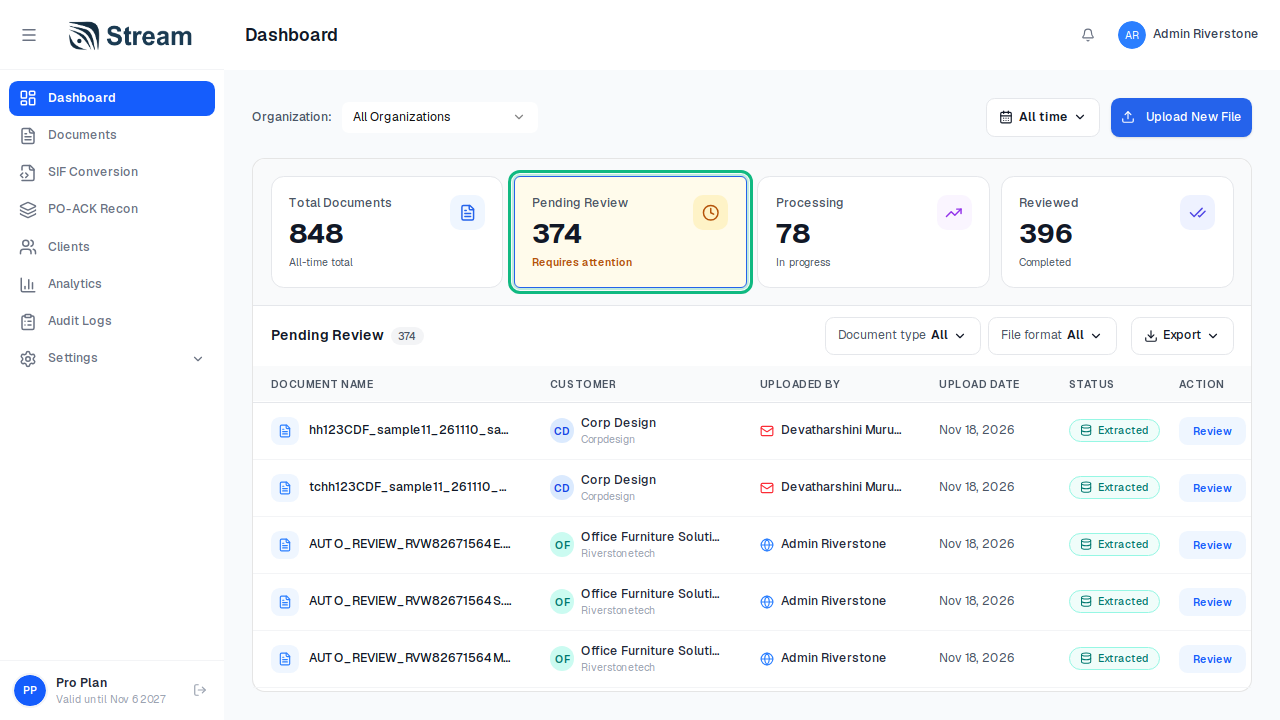 Stream
Dashboard
AR
Admin Riverstone
Dashboard
Documents
SIF Conversion
PO-ACK Recon
Clients
Analytics
Audit Logs
Settings
PP
Pro Plan
Valid until Nov 6 2027
Organization:
All Organizations
All time
Upload New File
Total Documents
848
All-time total
Pending Review
374
Requires attention
Processing
78
In progress
Reviewed
396
Completed
Pending Review 374
Document type All
File format All
Export
DOCUMENT NAME CUSTOMER UPLOADED BY UPLOAD DATE STATUS ACTION
hh123CDF_sample11_261110_sa... CD Corp Design Devatharshini Muru... Nov 18, 2026 Extracted Review
Corpdesign
tchh123CDF_sample11_261110_... CD Corp Design Devatharshini Muru... Nov 18, 2026 Extracted Review
Corpdesign
AUTO_REVIEW_RVW82671564E.... OF Office Furniture Soluti... Admin Riverstone Nov 18, 2026 Extracted Review
Riverstonetech
AUTO_REVIEW_RVW82671564S.... OF Office Furniture Soluti... Admin Riverstone Nov 18, 2026 Extracted Review
Riverstonetech
AUTO_REVIEW_RVW82671564M... OF Office Furniture Soluti... Admin Riverstone Nov 18, 2026 Extracted Review
Riverstonetech